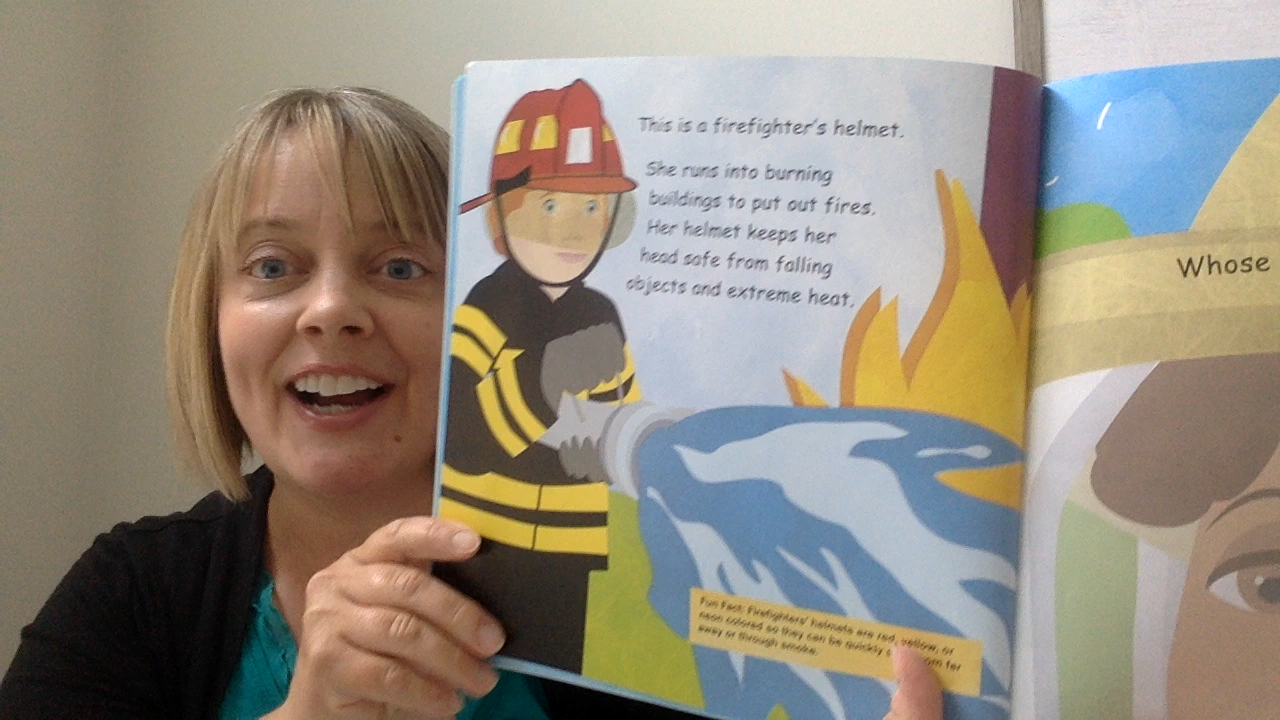 This is a firefighter's helmet.
She runs into burning
buildings to put out fires.
Her helmet keeps her
head safe from falling
objects and extreme heat.
Fun Fact: Firefighters' helmets are red, yellow, or
neon colored so they can be quickly far
away or through smoke.
Whose